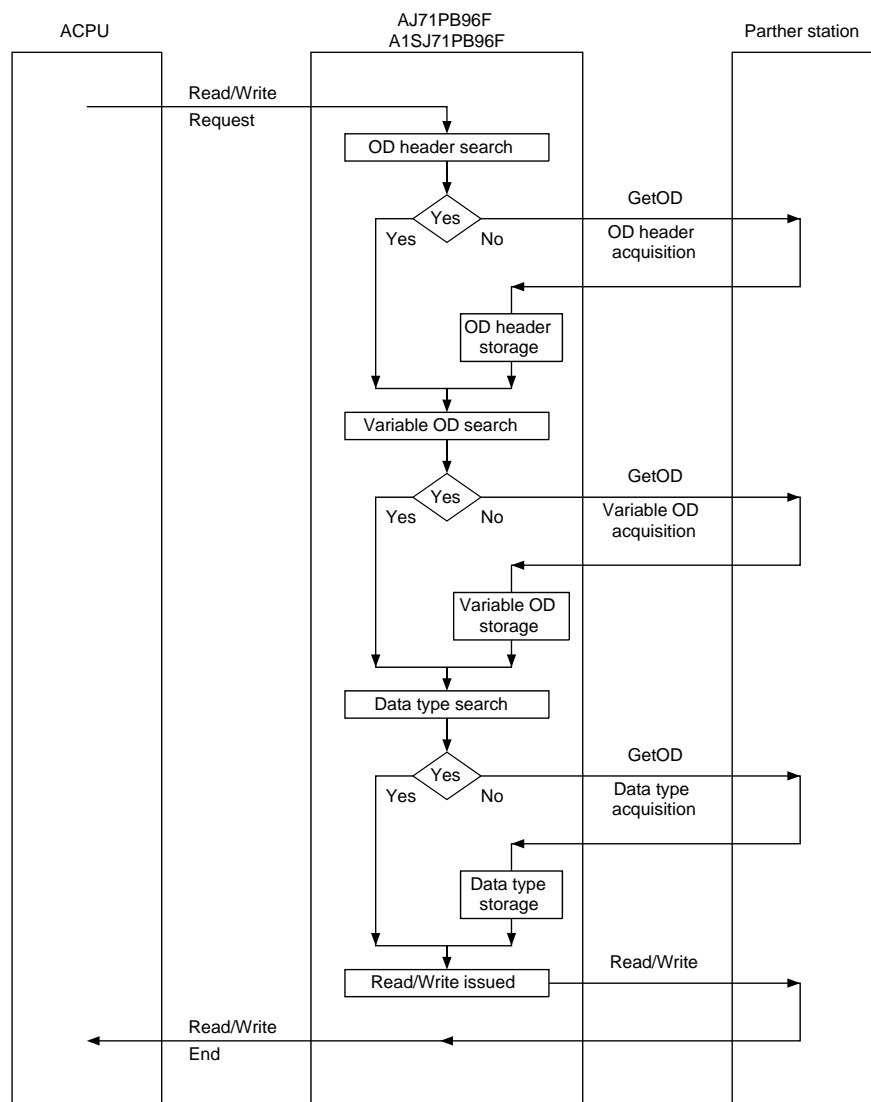 ACPU
AJ71PB96F
A1SJ71PB96F
Parther station
Read/Write
Request
OD header search
Yes
Yes
No
GetOD
OD header
acquisition
OD header
storage
Variable OD search
Yes
Yes
No
GetOD
Variable OD
acquisition
Variable OD
storage
Data type search
Yes
Yes
No
GetOD
Data type
acquisition
Data type
storage
Read/Write issued
Read/Write
Read/Write
End